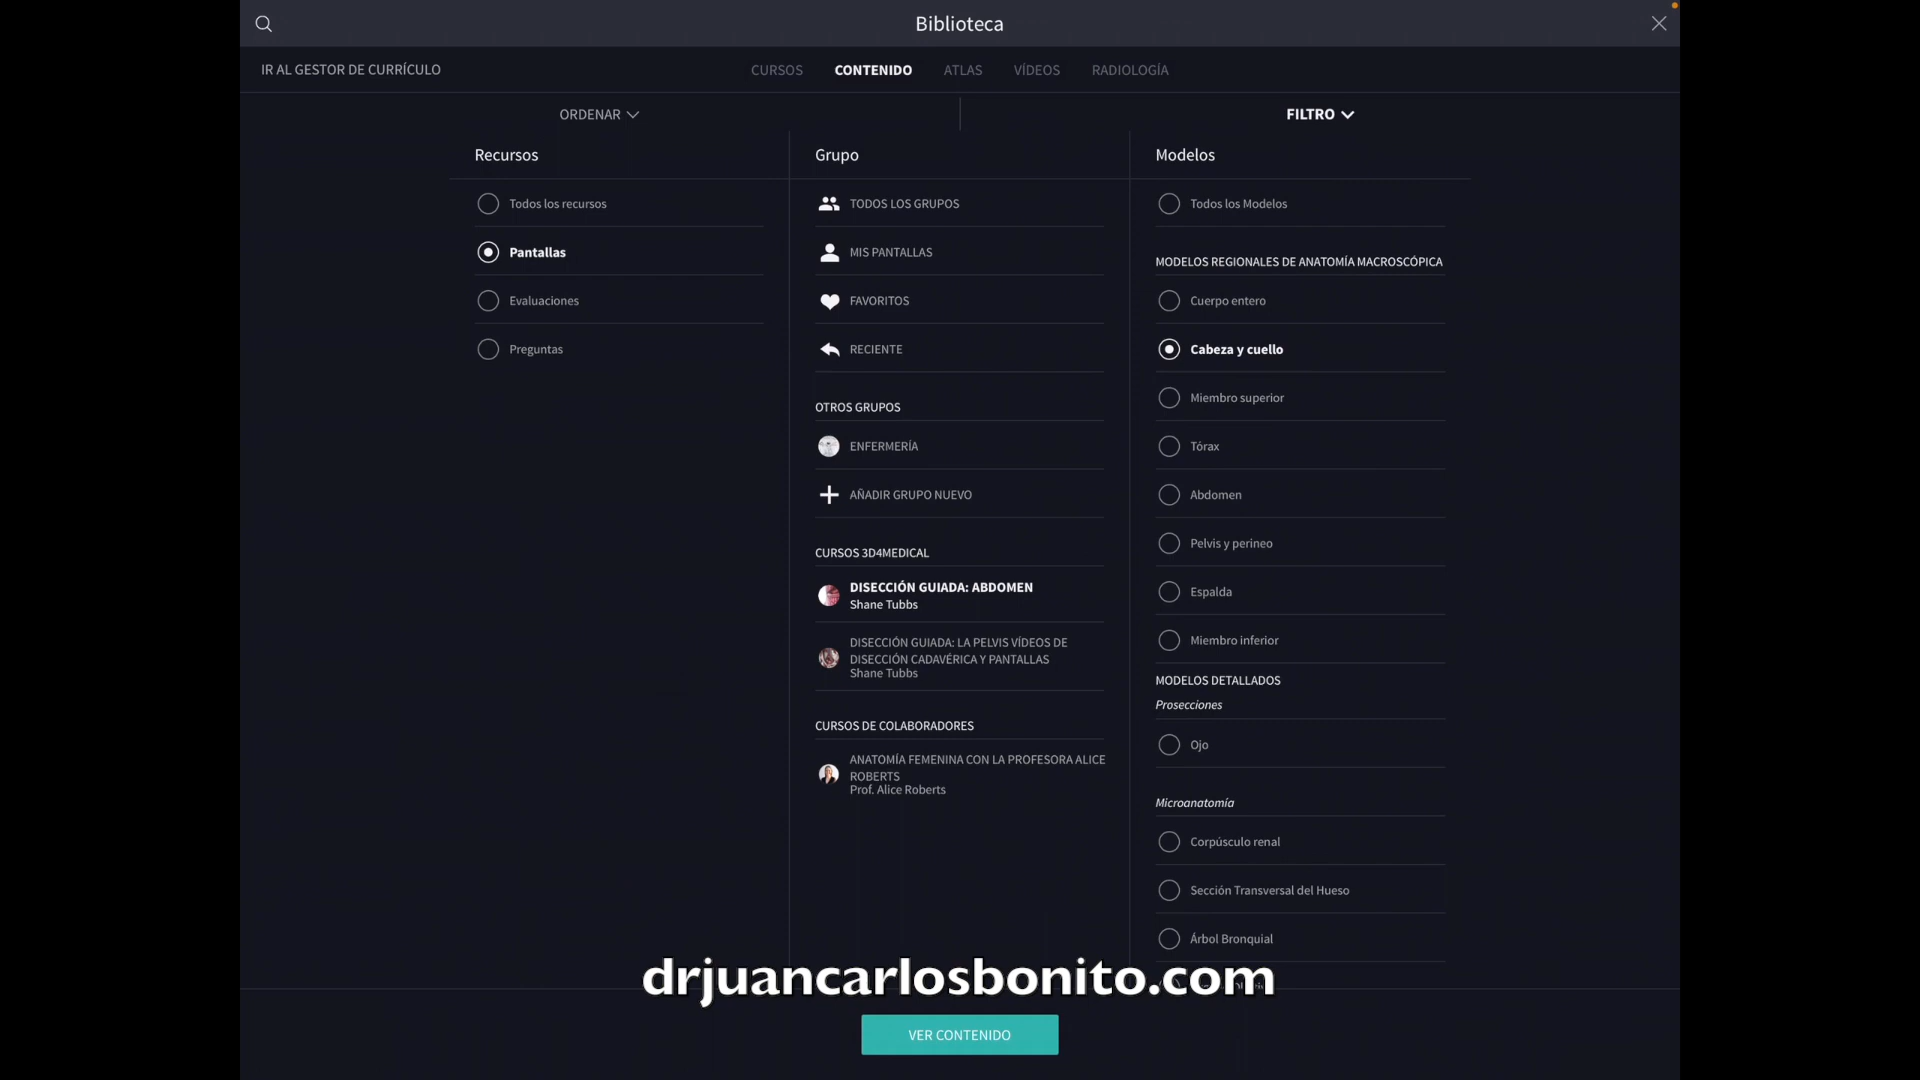 Biblioteca
IR AL GESTOR DE CURRÍCULO
CURSOS
CONTENIDO
ATLAS
VÍDEOS
RADIOLOGÍA
ORDENAR
FILTRO
Recursos
Todos los recursos
Pantallas
Evaluaciones
Preguntas
Grupo
TODOS LOS GRUPOS
MIS PANTALLAS
FAVORITOS
RECIENTE
OTROS GRUPOS
ENFERMERÍA
AÑADIR GRUPO NUEVO
CURSOS 3D4MEDICAL
DISECCIÓN GUIADA: ABDOMEN
Shane Tubbs
DISECCIÓN GUIADA: LA PELVIS VÍDEOS DE
DISECCIÓN CADAVÉRICA Y PANTALLAS
Shane Tubbs
CURSOS DE COLABORADORES
ANATOMÍA FEMENINA CON LA PROFESORA ALICE
ROBERTS
Prof. Alice Roberts
Modelos
Todos los Modelos
MODELOS REGIONALES DE ANATOMÍA MACROSCÓPICA
Cuerpo entero
Cabeza y cuello
Miembro superior
Tórax
Abdomen
Pelvis y perineo
Espalda
Miembro inferior
MODELOS DETALLADOS
Prosecciones
Ojo
Microanatomía
Corpúsculo renal
Sección Transversal del Hueso
Árbol Bronquial
drjuancarlosbonito.com
VER CONTENIDO